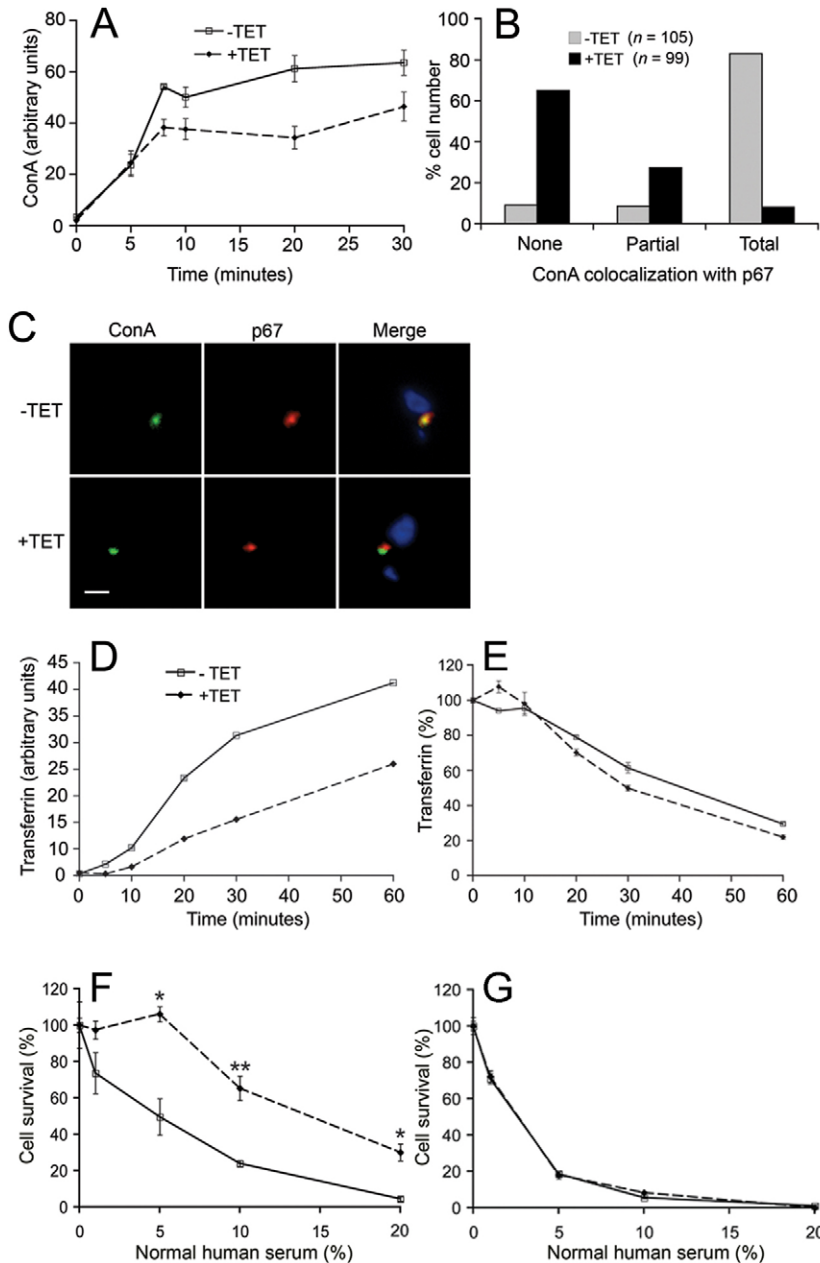 A
ConA (arbitrary units)
80
60
40
20
0
-TET
+TET
0 5 10 15 20 25 30
Time (minutes)
B
% cell number
100
80
60
40
20
0
-TET (n = 105)
+TET (n = 99)
None Partial Total
ConA colocalization with p67
C
ConA p67 Merge
-TET
+TET
D
Transferrin (arbitrary units)
45
40
35
30
25
20
15
10
5
0
- TET
+TET
0 10 20 30 40 50 60
Time (minutes)
E
Transferrin (%)
120
100
80
60
40
20
0
0 10 20 30 40 50 60
Time (minutes)
F
Cell survival (%)
120
100
80
60
40
20
0
*
**
*
0 5 10 15 20
Normal human serum (%)
G
Cell survival (%)
120
100
80
60
40
20
0
0 5 10 15 20
Normal human serum (%)